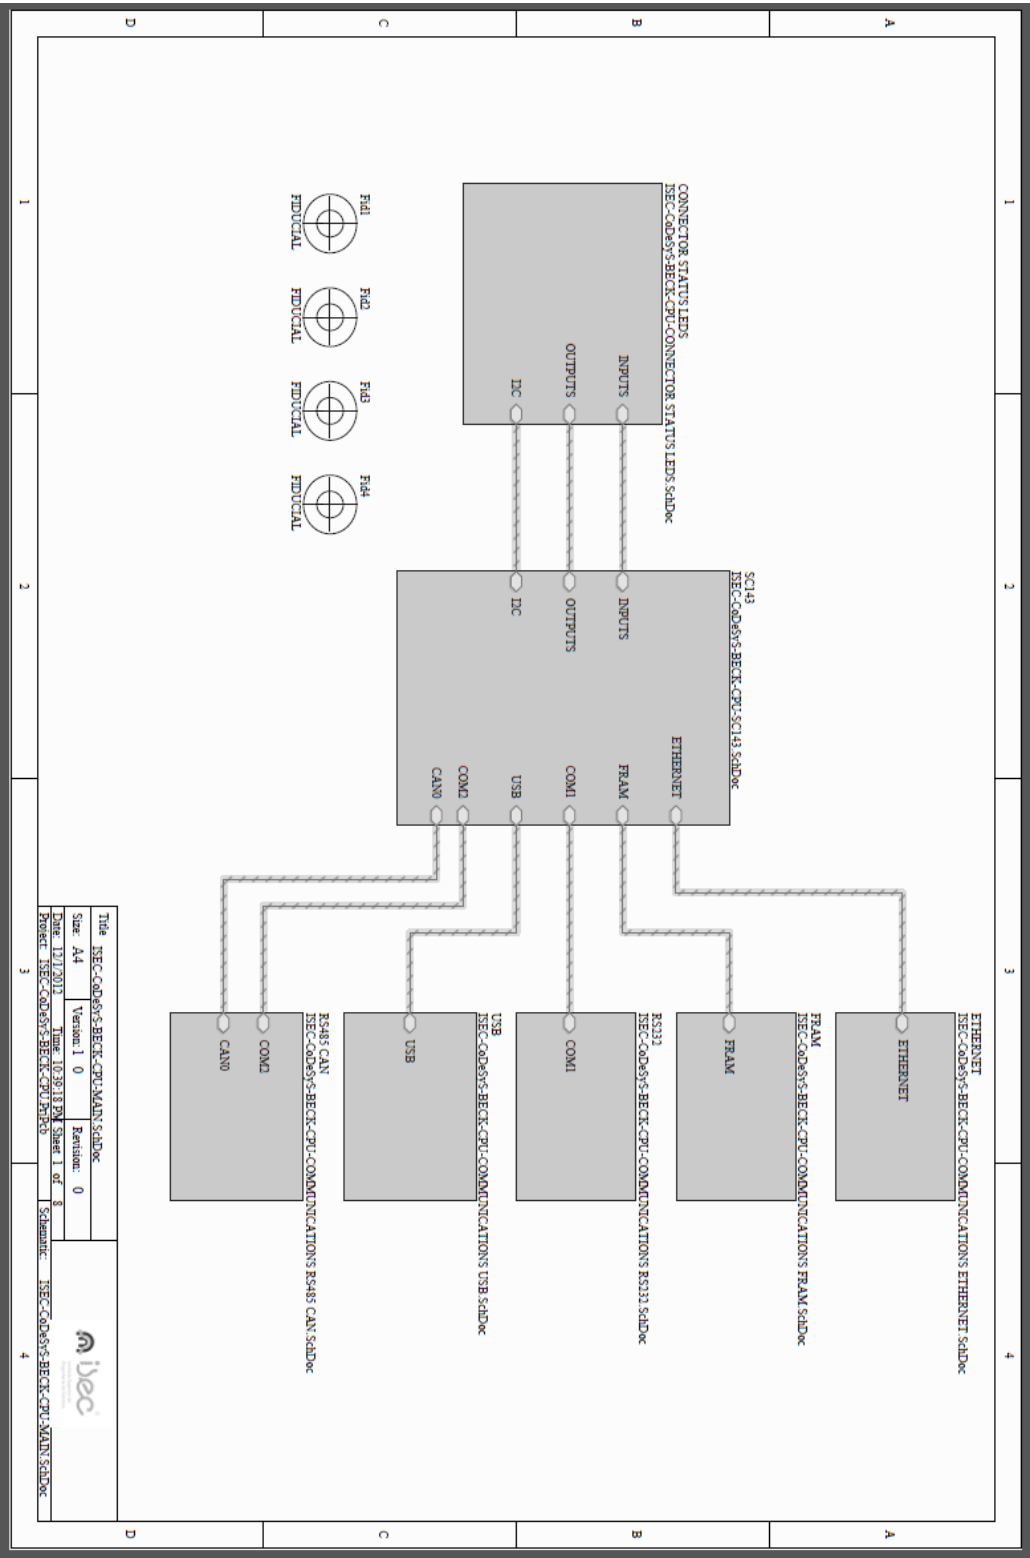 1
2
3
4
A
B
C
D
CONNECTOR STATUS LEDS
ISEC-CoDeSyS-BECK-CPU-CONNECTOR STATUS LEDS.SchDoc
INPUTS
OUTPUTS
I2C
SC143
ISEC-CoDeSyS-BECK-CPU-SC143.SchDoc
INPUTS
OUTPUTS
I2C
ETHERNET
FRAM
COM1
USB
COM2
CAN0
ETHERNET
ISEC-CoDeSyS-BECK-CPU-COMMUNICATIONS ETHERNET.SchDoc
ETHERNET
FRAM
ISEC-CoDeSyS-BECK-CPU-COMMUNICATIONS FRAM.SchDoc
FRAM
RS232
ISEC-CoDeSyS-BECK-CPU-COMMUNICATIONS RS232.SchDoc
COM1
USB
ISEC-CoDeSyS-BECK-CPU-COMMUNICATIONS USB.SchDoc
USB
RS485 CAN
ISEC-CoDeSyS-BECK-CPU-COMMUNICATIONS RS485 CAN.SchDoc
COM2
CAN0
Fid1
FIDUCIAL
Fid2
FIDUCIAL
Fid3
FIDUCIAL
Fid4
FIDUCIAL
Title ISEC-CoDeSyS-BECK-CPU-MAIN.SchDoc
Size: A4 Version: 1 0 Revision: 0
Date: 12/1/2012 Time: 10:39:18 PM Sheet 1 of 8
Project: ISEC-CoDeSyS-BECK-CPU.PrjPcb Schematic: ISEC-CoDeSyS-BECK-CPU-MAIN.SchDoc
isec
A
B
C
D
1
2
3
4